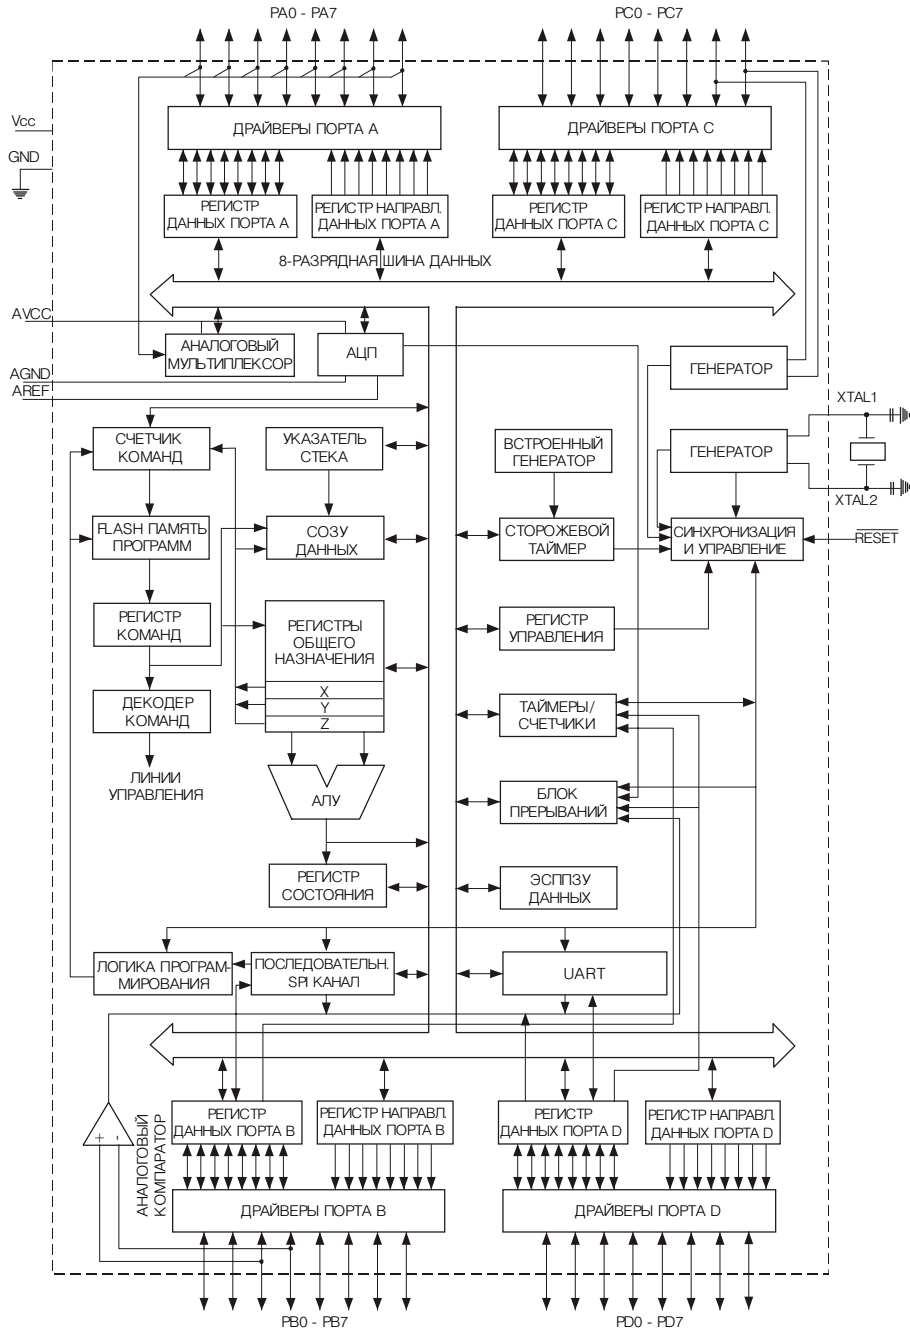 PA0 - PA7
PC0 - PC7
Vcc
GND
ДРАЙВЕРЫ ПОРТА A
ДРАЙВЕРЫ ПОРТА C
РЕГИСТР
ДАННЫХ ПОРТА A
РЕГИСТР НАПРАВЛ.
ДАННЫХ ПОРТА A
РЕГИСТР
ДАННЫХ ПОРТА C
РЕГИСТР НАПРАВЛ.
ДАННЫХ ПОРТА C
8-РАЗРЯДНАЯ ШИНА ДАННЫХ
AVCC
AGND
AREF
АНАЛОГОВЫЙ
МУЛЬТИПЛЕКСОР
АЦП
ГЕНЕРАТОР
XTAL1
СЧЕТЧИК
КОМАНД
УКАЗАТЕЛЬ
СТЕКА
ВСТРОЕННЫЙ
ГЕНЕРАТОР
ГЕНЕРАТОР
XTAL2
FLASH ПАМЯТЬ
ПРОГРАММ
СОЗУ
ДАННЫХ
СТОРОЖЕВОЙ
ТАЙМЕР
СИНХРОНИЗАЦИЯ
И УПРАВЛЕНИЕ
RESET
РЕГИСТР
КОМАНД
РЕГИСТРЫ
ОБЩЕГО
НАЗНАЧЕНИЯ
X
Y
Z
РЕГИСТР
УПРАВЛЕНИЯ
ДЕКОДЕР
КОМАНД
ТАЙМЕРЫ/
СЧЕТЧИКИ
ЛИНИИ
УПРАВЛЕНИЯ
АЛУ
БЛОК
ПРЕРЫВАНИЙ
РЕГИСТР
СОСТОЯНИЯ
ЭСППЗУ
ДАННЫХ
ЛОГИКА ПРОГРАМ-
МИРОВАНИЯ
ПОСЛЕДОВАТЕЛЬН.
SPI КАНАЛ
UART
+ -
АНАЛОГОВЫЙ
КОМПАРАТОР
РЕГИСТР
ДАННЫХ ПОРТА B
РЕГИСТР НАПРАВЛ.
ДАННЫХ ПОРТА B
РЕГИСТР
ДАННЫХ ПОРТА D
РЕГИСТР НАПРАВЛ.
ДАННЫХ ПОРТА D
ДРАЙВЕРЫ ПОРТА B
ДРАЙВЕРЫ ПОРТА D
PB0 - PB7
PD0 - PD7